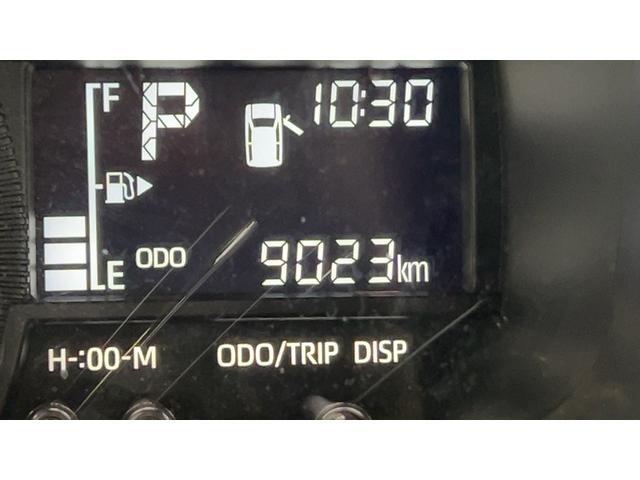 F P 10:30
E ODO 9023km
H-:00-M ODO/TRIP DISP